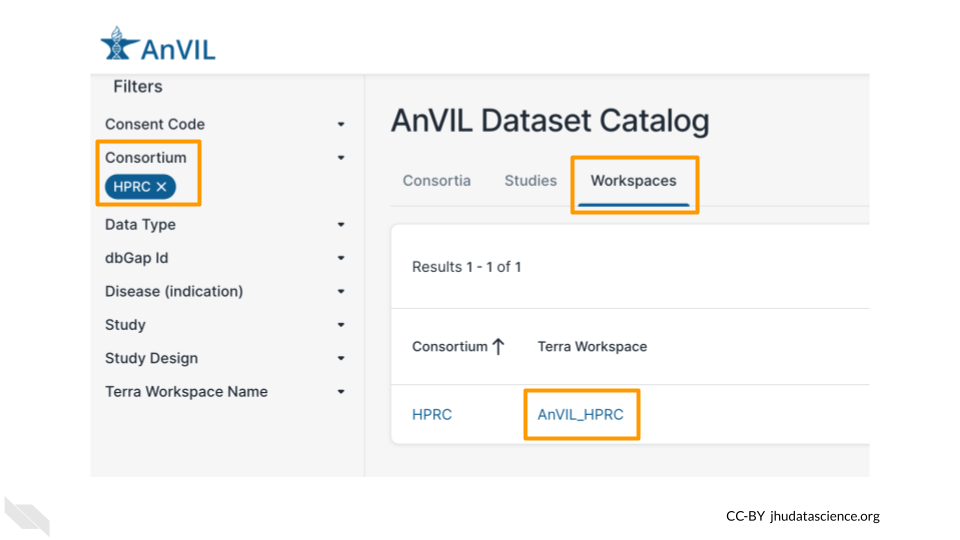 AnVIL
Filters
Consent Code
Consortium
HPRC ×
Data Type
dbGap Id
Disease (indication)
Study
Study Design
Terra Workspace Name
AnVIL Dataset Catalog
Consortia Studies Workspaces
Results 1 - 1 of 1
Consortium ↑ Terra Workspace
HPRC AnVIL_HPRC
CC-BY jhudatascience.org